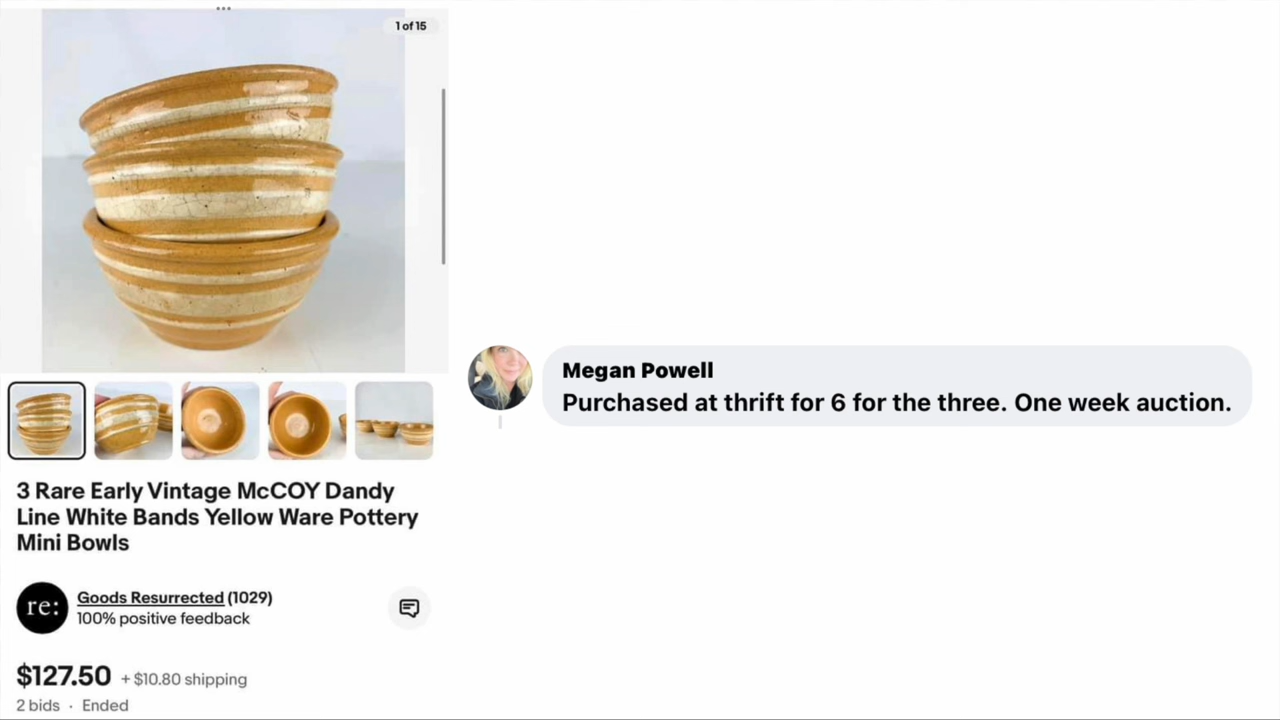 1 of 15
3 Rare Early Vintage McCOY Dandy
Line White Bands Yellow Ware Pottery
Mini Bowls
re:
Goods Resurrected (1029)
100% positive feedback
$127.50 + $10.80 shipping
2 bids · Ended
Megan Powell
Purchased at thrift for 6 for the three. One week auction.